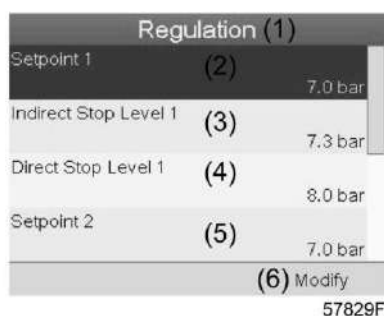 Regulation (1)
Setpoint 1 (2)
7.0 bar
Indirect Stop Level 1 (3)
7.3 bar
Direct Stop Level 1 (4)
8.0 bar
Setpoint 2 (5)
7.0 bar
(6) Modify
57829F